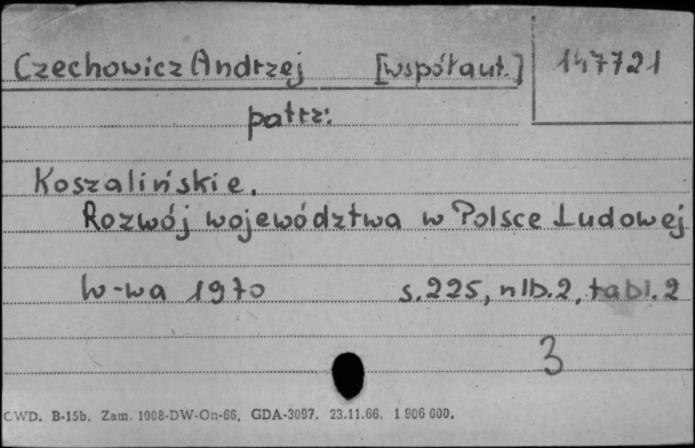 Czechowicz Andrzej [współaut.] 147721
patrz:
Koszalińskie.
Rozwój województwa w Polsce Ludowej
W-wa 1970 s.225, nlb.2, tabl.2
3
CWD. B-15b. Zam. 1908-DW-On-66. GDA-3097. 23.11.66. 1 906 000.